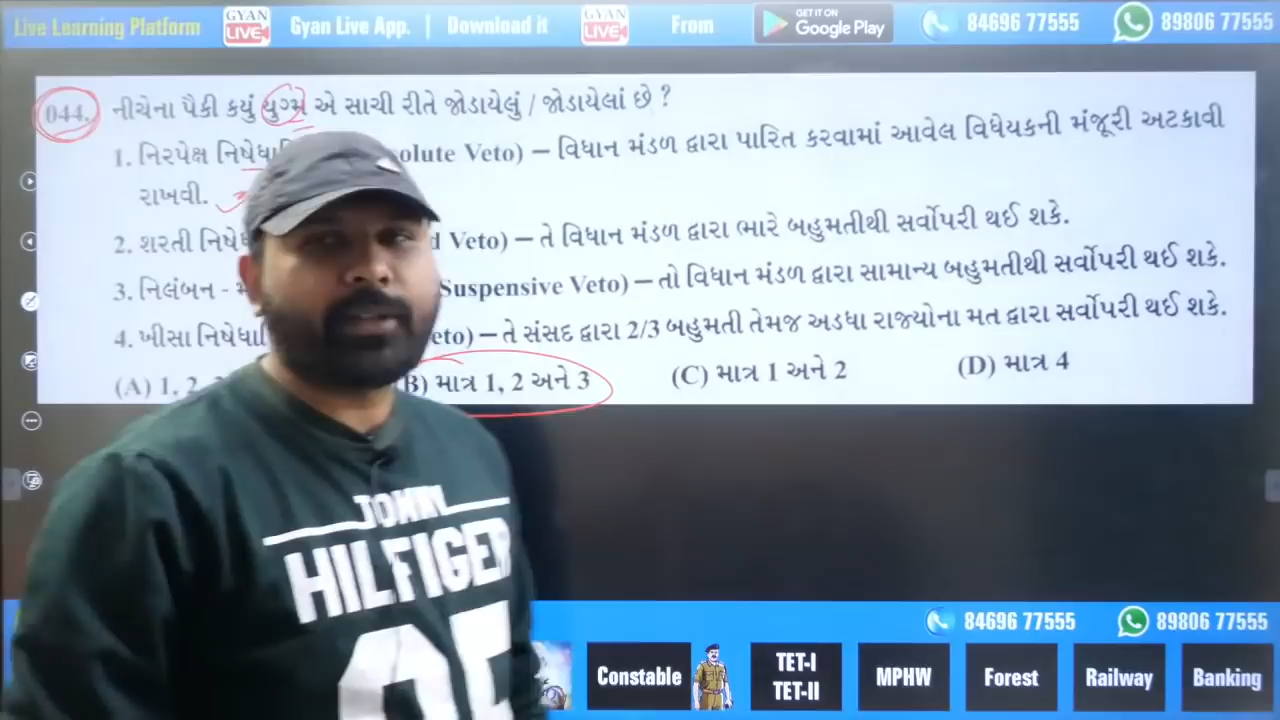 Live Learning Platform GYAN LIVE Gyan Live App. | Download it GYAN LIVE From GET IT ON Google Play 84696 77555 89806 77555
044. નીચેના પૈકી કયું યુગ્મ એ સાચી રીતે જોડાયેલું / જોડાયેલાં છે ?
1. નિરપેક્ષ olute Veto) – વિધાન મંડળ દ્વારા પારિત કરવામાં આવેલ વિધેયકની મંજૂરી અટકાવી
રાખવી.
2. શરતી d Veto) – તે વિધાન મંડળ દ્વારા ભારે બહુમતીથી સર્વોપરી થઈ શકે.
3. નિલંબન - Suspensive Veto) – તો વિધાન મંડળ દ્વારા સામાન્ય બહુમતીથી સર્વોપરી થઈ શકે.
4. ખીસા eto) – તે સંસદ દ્વારા 2/3 બહુમતી તેમજ અડધા રાજ્યોના મત દ્વારા સર્વોપરી થઈ શકે.
(A) 1, 2, B) માત્ર 1, 2 અને 3 (C) માત્ર 1 અને 2 (D) માત્ર 4
TOMM
HILFIGER
84696 77555 89806 77555
Constable TET-I TET-II MPHW Forest Railway Banking